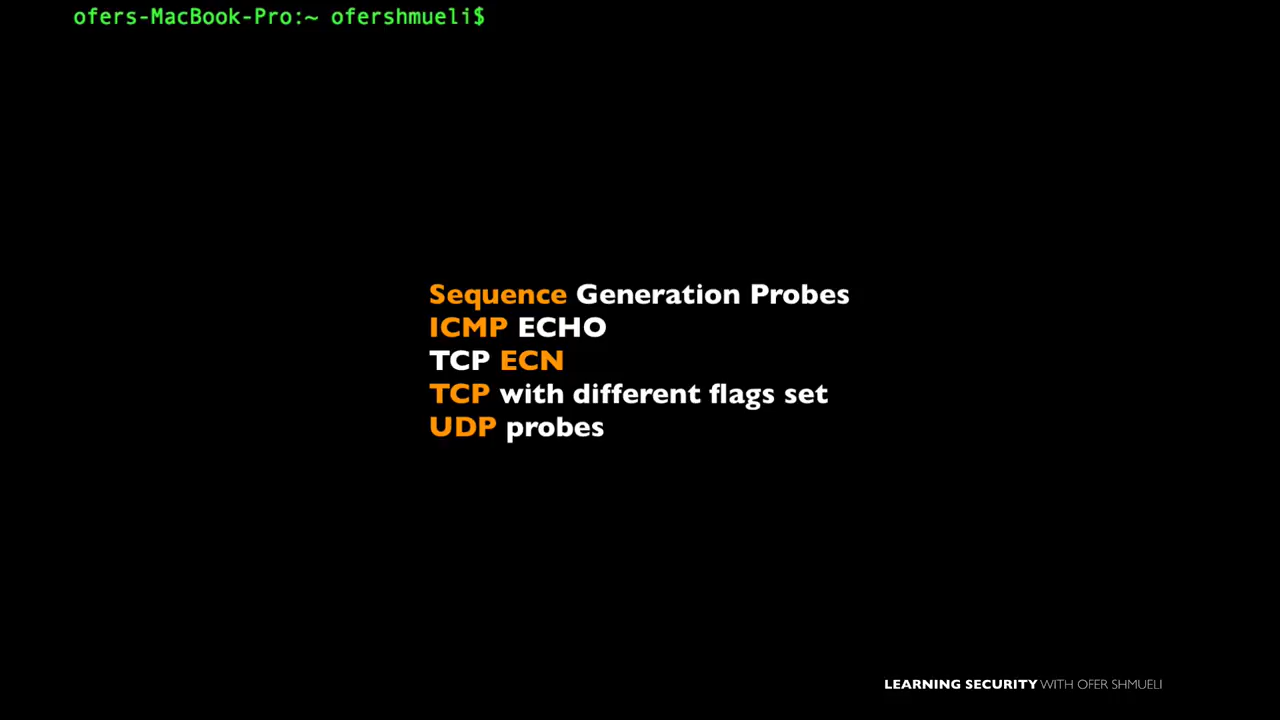 ofers-MacBook-Pro:~ ofershmueli$
Sequence Generation Probes
ICMP ECHO
TCP ECN
TCP with different flags set
UDP probes
LEARNING SECURITY WITH OFER SHMUELI